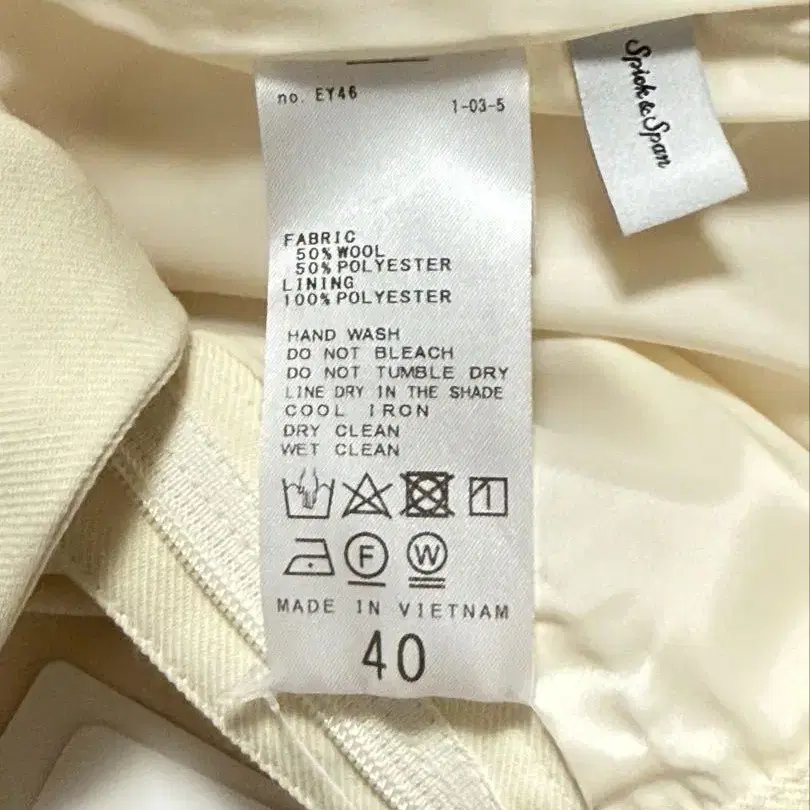 no. EY46
1-03-5
Spick & Span
FABRIC
50% WOOL
50% POLYESTER
LINING
100% POLYESTER
HAND WASH
DO NOT BLEACH
DO NOT TUMBLE DRY
LINE DRY IN THE SHADE
COOL IRON
DRY CLEAN
WET CLEAN
F
W
MADE IN VIETNAM
40